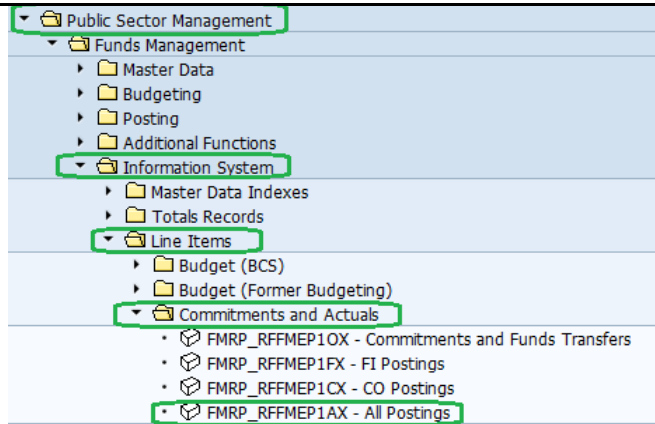 Public Sector Management
Funds Management
Master Data
Budgeting
Posting
Additional Functions
Information System
Master Data Indexes
Totals Records
Line Items
Budget (BCS)
Budget (Former Budgeting)
Commitments and Actuals
FMRP_RFFMEP1OX - Commitments and Funds Transfers
FMRP_RFFMEP1FX - FI Postings
FMRP_RFFMEP1CX - CO Postings
FMRP_RFFMEP1AX - All Postings